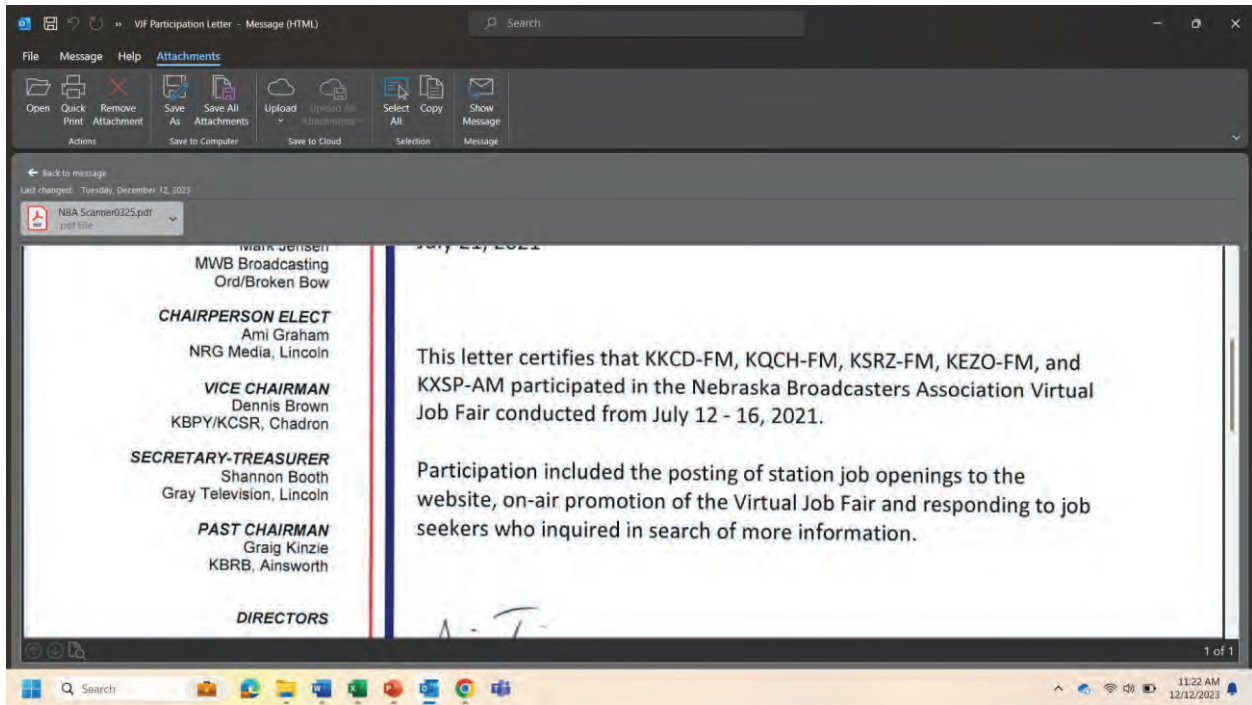 VJF Participation Letter - Message (HTML)
Search
File Message Help Attachments
Open Quick Print Remove Attachment Save As Save All Attachments Upload Upload All Attachments Select All Copy Show Message
Actions Save to Computer Save to Cloud Selection Message
Back to message
Last changed: Tuesday, December 12, 2023
NBA Scanner0325.pdf
.pdf File
Mark Jensen
MWB Broadcasting
Ord/Broken Bow
CHAIRPERSON ELECT
Ami Graham
NRG Media, Lincoln
VICE CHAIRMAN
Dennis Brown
KBPY/KCSR, Chadron
SECRETARY-TREASURER
Shannon Booth
Gray Television, Lincoln
PAST CHAIRMAN
Graig Kinzie
KBRB, Ainsworth
DIRECTORS
July 21, 2021
This letter certifies that KKCD-FM, KQCH-FM, KSRZ-FM, KEZO-FM, and
KXSP-AM participated in the Nebraska Broadcasters Association Virtual
Job Fair conducted from July 12 - 16, 2021.
Participation included the posting of station job openings to the
website, on-air promotion of the Virtual Job Fair and responding to job
seekers who inquired in search of more information.
1 of 1
Search
11:22 AM
12/12/2023